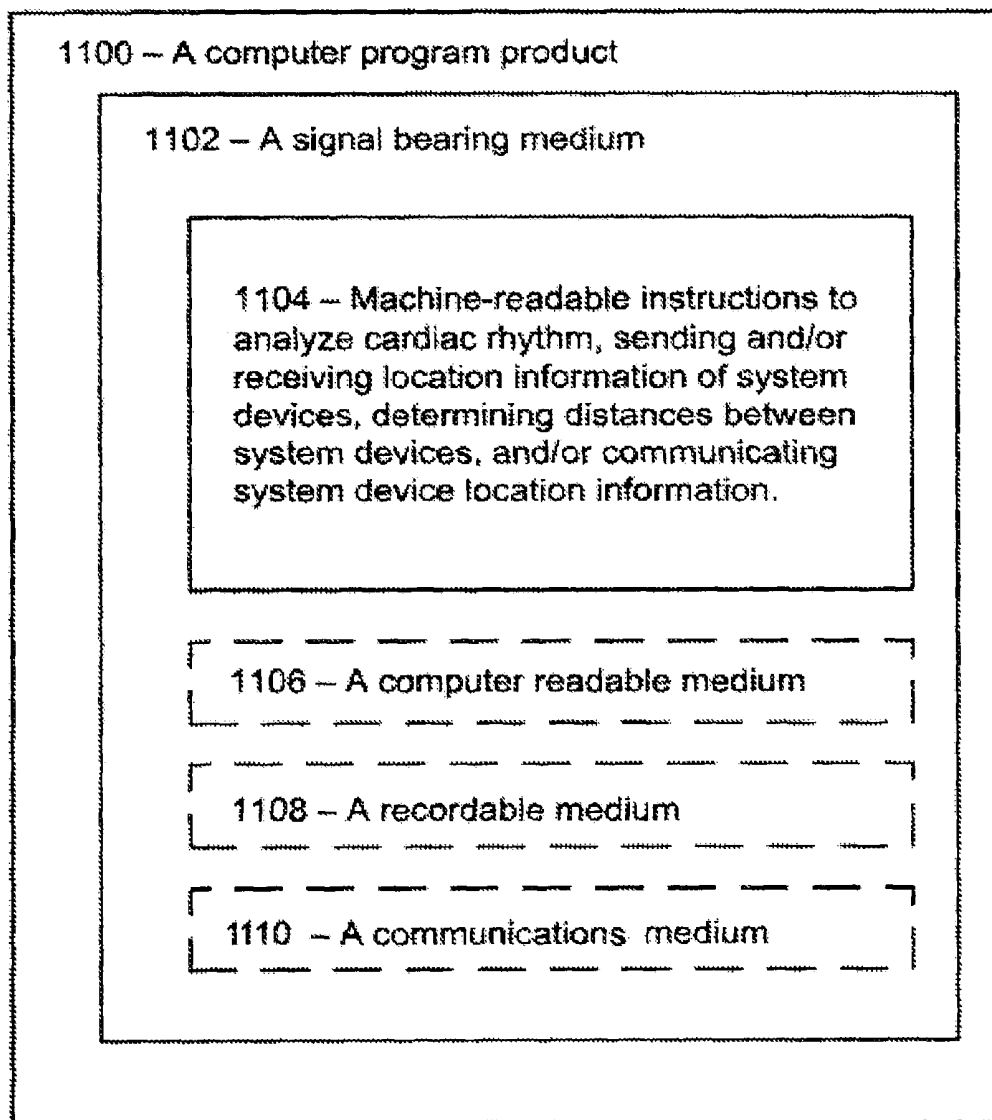 1100 – A computer program product
1102 – A signal bearing medium
1104 – Machine-readable instructions to
analyze cardiac rhythm, sending and/or
receiving location information of system
devices, determining distances between
system devices, and/or communicating
system device location information.
1106 – A computer readable medium
1108 – A recordable medium
1110 – A communications medium